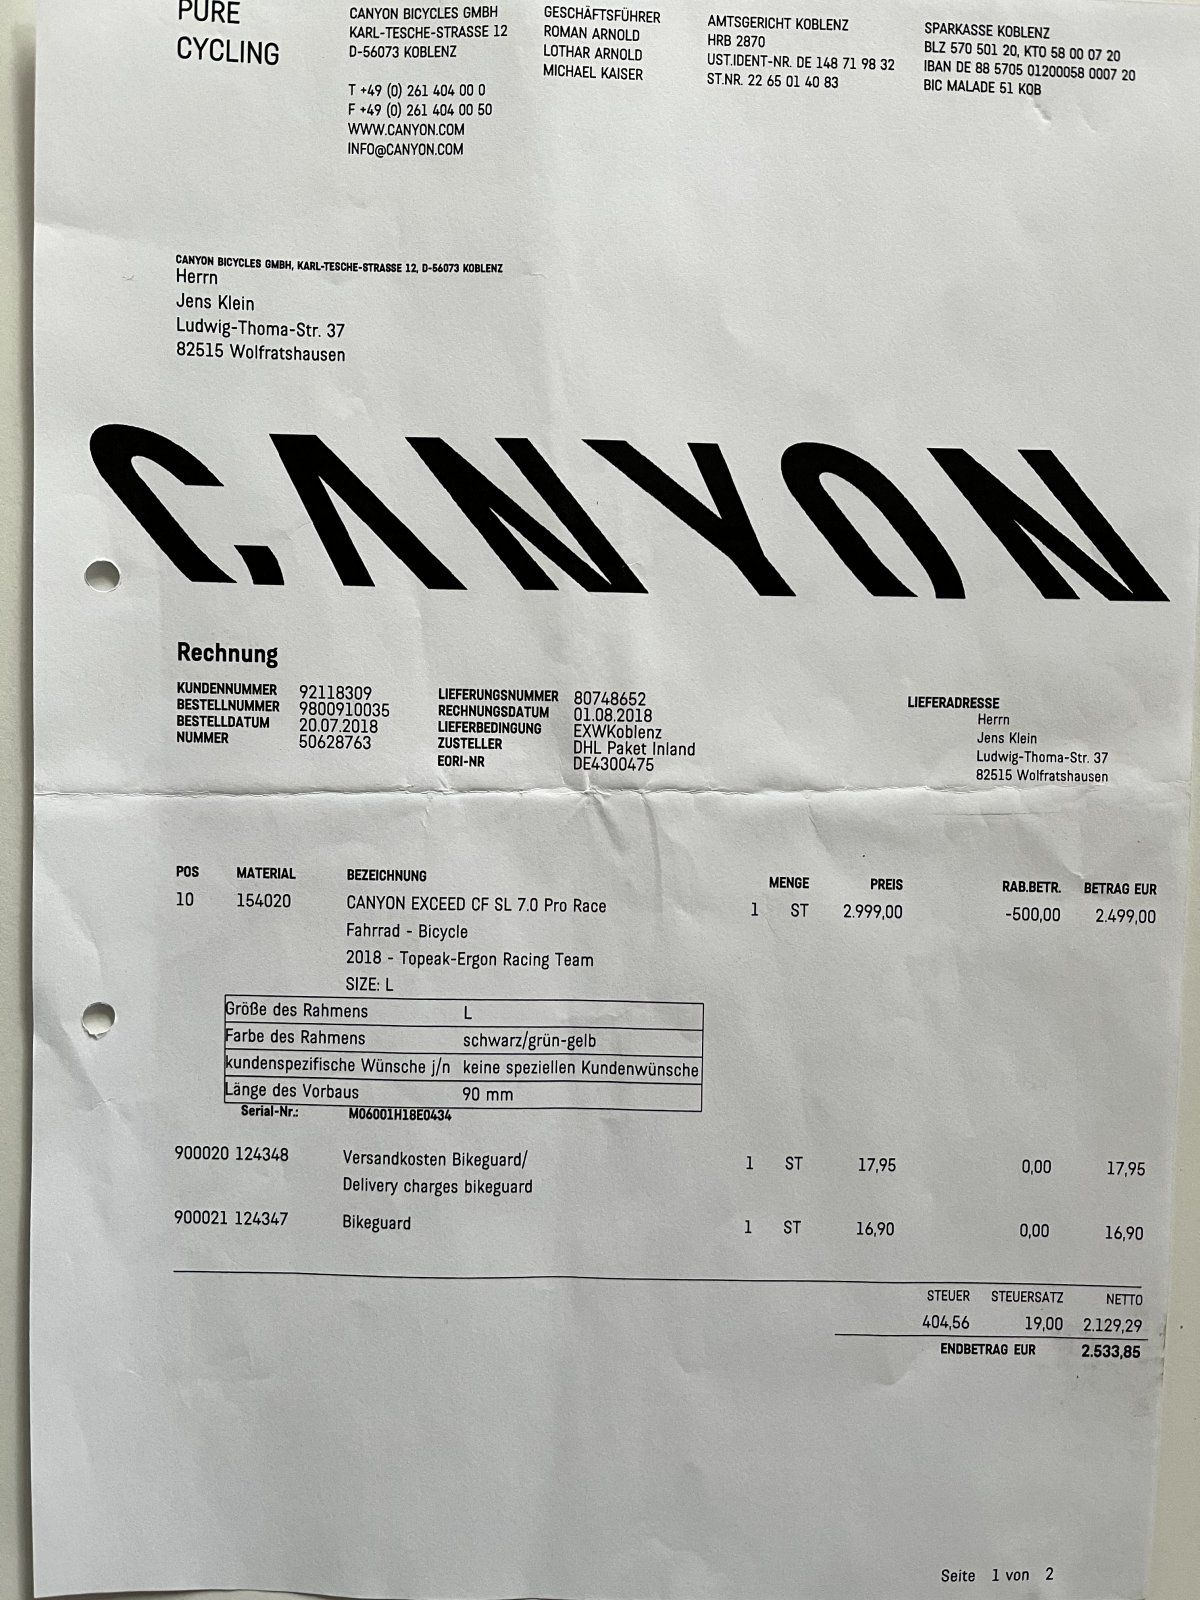 PURE
CYCLING
CANYON BICYCLES GMBH
KARL-TESCHE-STRASSE 12
D-56073 KOBLENZ
T +49 (0) 261 404 00 0
F +49 (0) 261 404 00 50
WWW.CANYON.COM
INFO@CANYON.COM
GESCHÄFTSFÜHRER
ROMAN ARNOLD
LOTHAR ARNOLD
MICHAEL KAISER
AMTSGERICHT KOBLENZ
HRB 2870
UST.IDENT-NR. DE 148 71 98 32
ST.NR. 22 65 01 40 83
SPARKASSE KOBLENZ
BLZ 570 501 20, KTO 58 00 07 20
IBAN DE 88 5705 01200058 0007 20
BIC MALADE 51 KOB
CANYON BICYCLES GMBH, KARL-TESCHE-STRASSE 12, D-56073 KOBLENZ
Herrn
Jens Klein
Ludwig-Thoma-Str. 37
82515 Wolfratshausen
CANYON
Rechnung
KUNDENNUMMER 92118309
BESTELLNUMMER 9800910035
BESTELLDATUM 20.07.2018
NUMMER 50628763
LIEFERUNGSNUMMER 80748652
RECHNUNGSDATUM 01.08.2018
LIEFERBEDINGUNG EXWKoblenz
ZUSTELLER DHL Paket Inland
EORI-NR DE4300475
LIEFERADRESSE
Herrn
Jens Klein
Ludwig-Thoma-Str. 37
82515 Wolfratshausen
POS MATERIAL BEZEICHNUNG MENGE PREIS RAB.BETR. BETRAG EUR
10 154020 CANYON EXCEED CF SL 7.0 Pro Race 1 ST 2.999,00 -500,00 2.499,00
Fahrrad - Bicycle
2018 - Topeak-Ergon Racing Team
SIZE: L
Größe des Rahmens L
Farbe des Rahmens schwarz/grün-gelb
kundenspezifische Wünsche j/n keine speziellen Kundenwünsche
Länge des Vorbaus 90 mm
Serial-Nr.: M06001H18E0434
900020 124348 Versandkosten Bikeguard/ 1 ST 17,95 0,00 17,95
Delivery charges bikeguard
900021 124347 Bikeguard 1 ST 16,90 0,00 16,90
STEUER STEUERSATZ NETTO
404,56 19,00 2.129,29
ENDBETRAG EUR 2.533,85
Seite 1 von 2